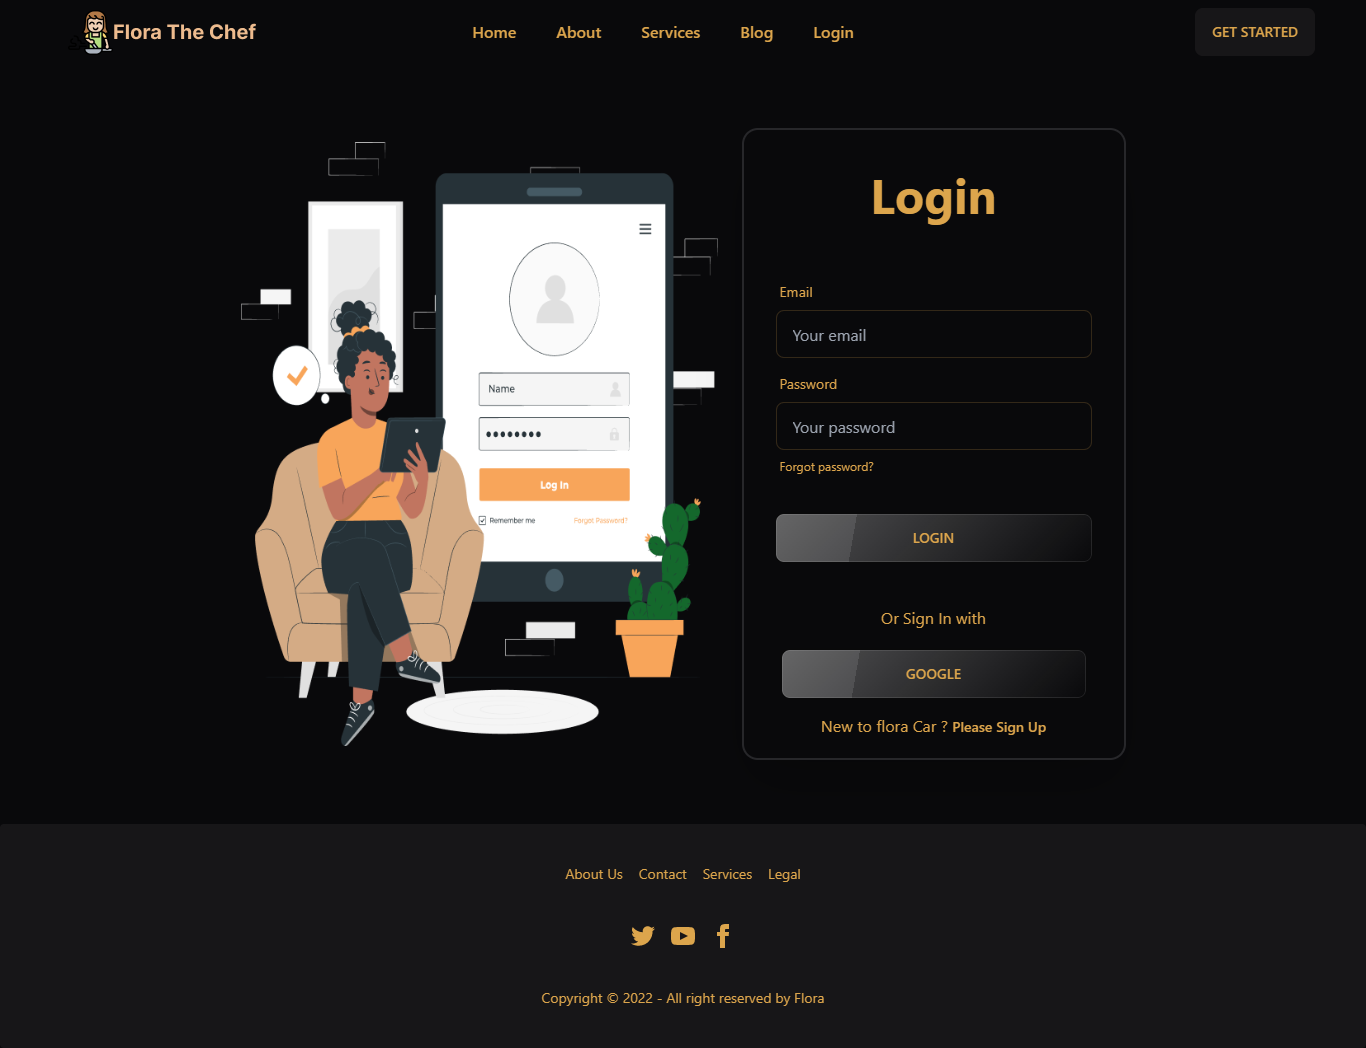 Flora The Chef
Home About Services Blog Login
GET STARTED
Name
••••••••
Log In
Remember me Forgot Password?
Login
Email
Your email
Password
Your password
Forgot password?
LOGIN
Or Sign In with
GOOGLE
New to flora Car ? Please Sign Up
About Us Contact Services Legal
Copyright © 2022 - All right reserved by Flora